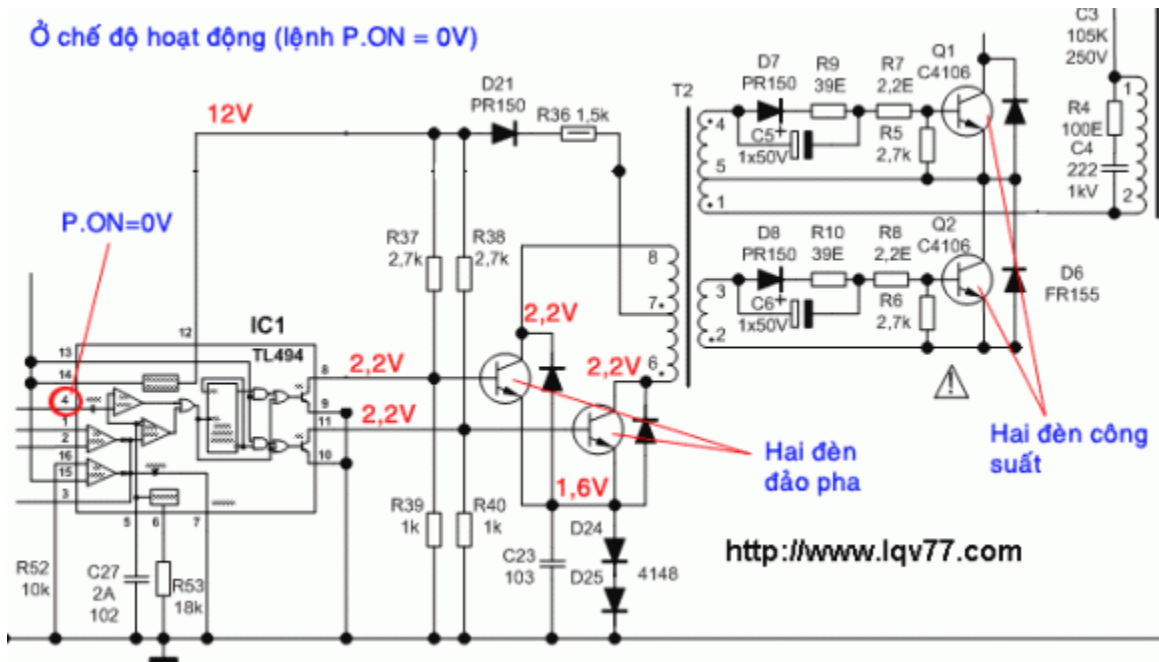 Ở chế độ hoạt động (lệnh P.ON = 0V)
C3
105K
250V
D21
PR150
R36 1,5k
12V
T2
D7
PR150
R9
39E
R7
2,2E
Q1
C4106
C5
+
1x50V
R5
2,7k
4
5
1
R4
100E
C4
222
1kV
1
2
P.ON=0V
R37
2,7k
R38
2,7k
8
7
6
D8
PR150
R10
39E
R8
2,2E
Q2
C4106
C6
+
1x50V
R6
2,7k
3
2
D6
FR155
12
IC1
TL494
13
14
4
1
2
16
15
3
5
6
7
8
9
11
10
2,2V
2,2V
2,2V
2,2V
1,6V
Hai đèn
đảo pha
Hai đèn công
suất
R39
1k
R40
1k
C23
103
D24
D25
4148
http://www.lqv77.com
R52
10k
C27
2A
102
R53
18k